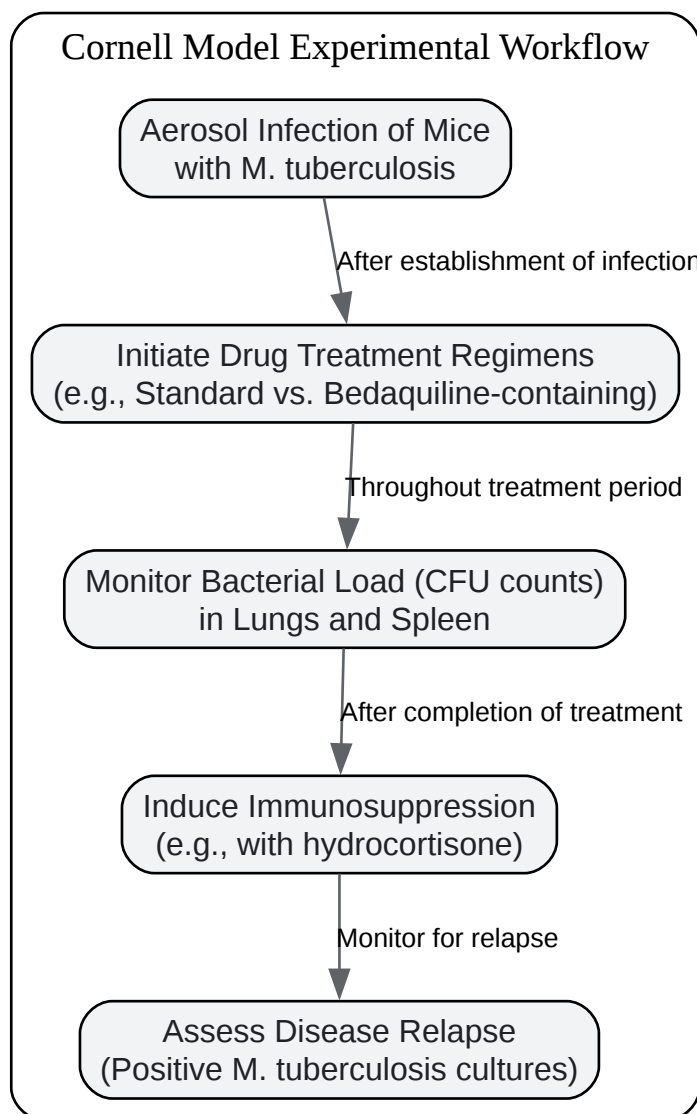 Cornell Model Experimental Workflow
Aerosol Infection of Mice
with M. tuberculosis
After establishment of infection
Initiate Drug Treatment Regimens
(e.g., Standard vs. Bedaquiline-containing)
Throughout treatment period
Monitor Bacterial Load (CFU counts)
in Lungs and Spleen
After completion of treatment
Induce Immunosuppression
(e.g., with hydrocortisone)
Monitor for relapse
Assess Disease Relapse
(Positive M. tuberculosis cultures)